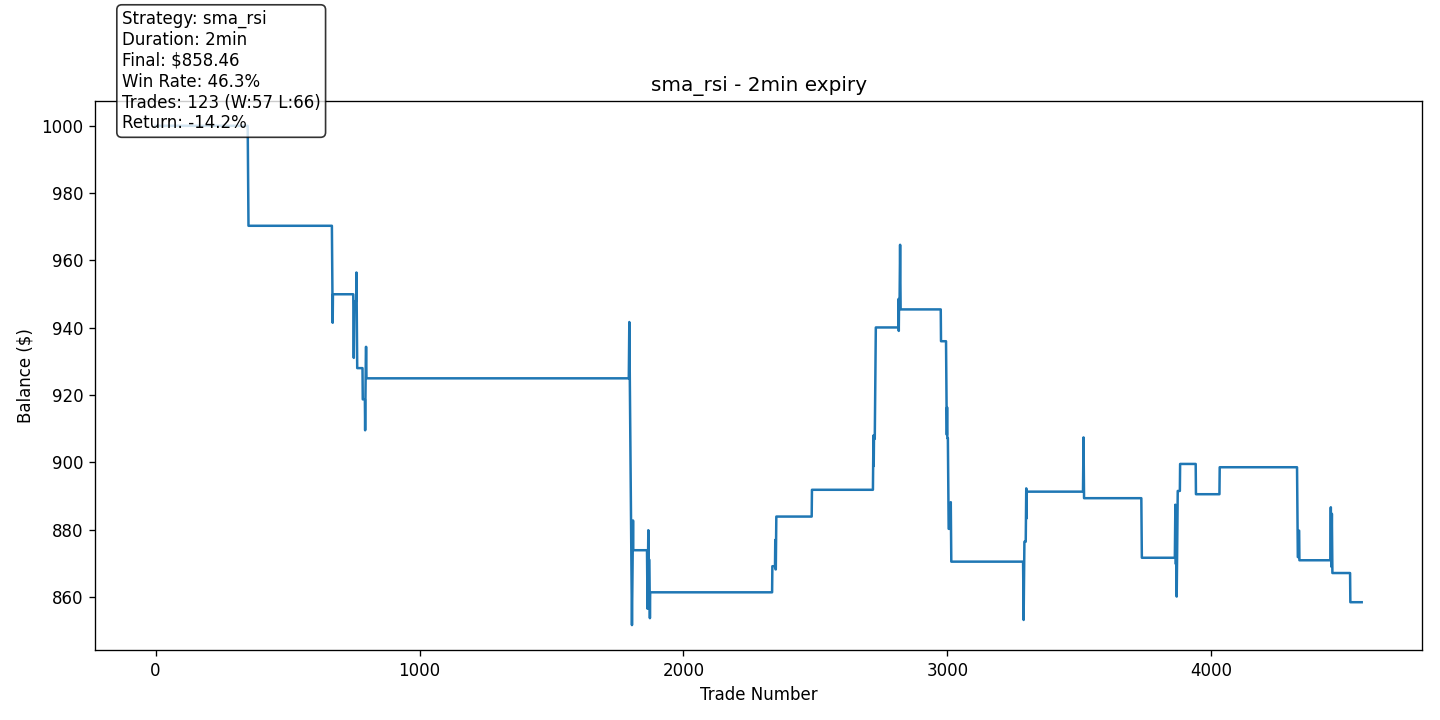 Strategy: sma_rsi
Duration: 2min
Final: $858.46
Win Rate: 46.3%
Trades: 123 (W:57 L:66)
Return: -14.2%
sma_rsi - 2min expiry
Balance ($)
1000
980
960
940
920
900
880
860
0 1000 2000 3000 4000
Trade Number